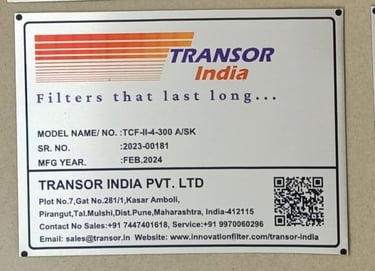 TRANSOR
India
Filters that last long...
MODEL NAME/ NO. :TCF-II-4-300 A/SK
SR. NO. :2023-00181
MFG YEAR. :FEB.2024
TRANSOR INDIA PVT. LTD
Plot No.7,Gat No.281/1,Kasar Amboli,
Pirangut,Tal.Mulshi,Dist.Pune,Maharashtra, India-412115
Contact No Sales:+91 7447401618, Service:+91 9970060296
Email: sales@transor.in Website: www.innovationfilter.com/transor-india